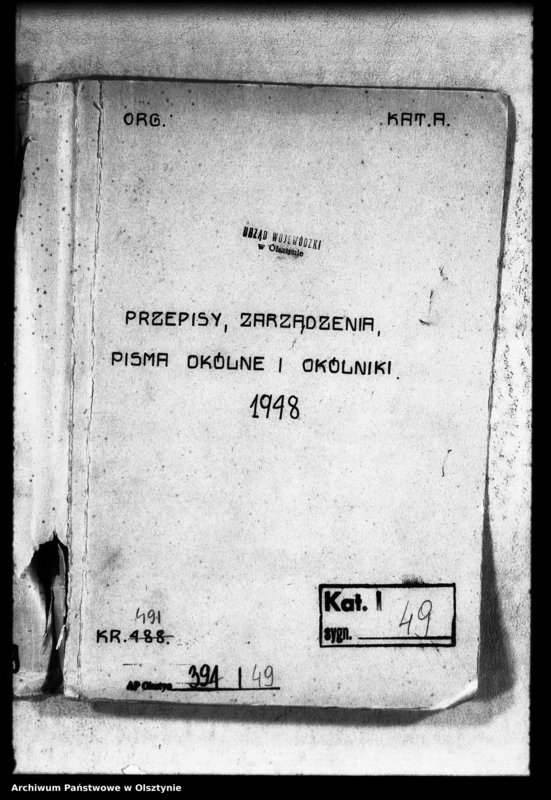 ORG. KAT.A.
URZĄD WOJEWÓDZKI
w Olsztynie
PRZEPISY, ZARZĄDZENIA,
PISMA OKÓLNE I OKÓLNIKI.
1948
491
KR. 488.
Kat. I
sygn. 49
AP Olsztyn 391 / 49
Archiwum Państwowe w Olsztynie